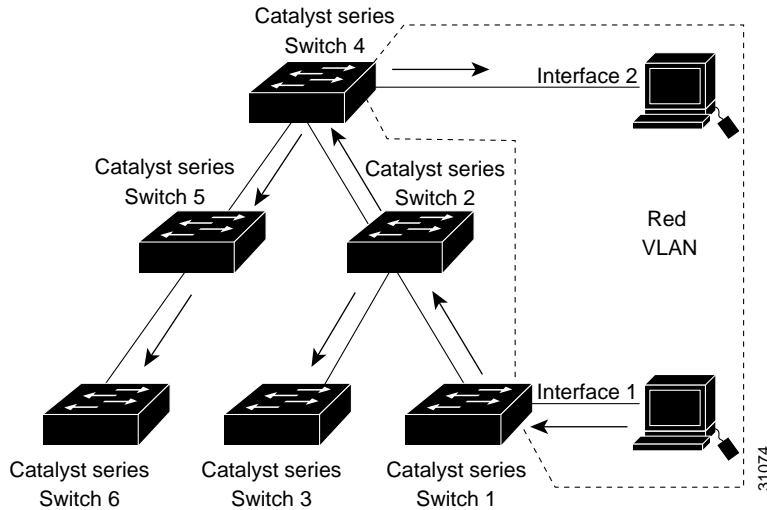 Catalyst series
Switch 4
Interface 2
Catalyst series
Switch 5
Catalyst series
Switch 2
Red
VLAN
Interface 1
Catalyst series
Switch 6
Catalyst series
Switch 3
Catalyst series
Switch 1
31074